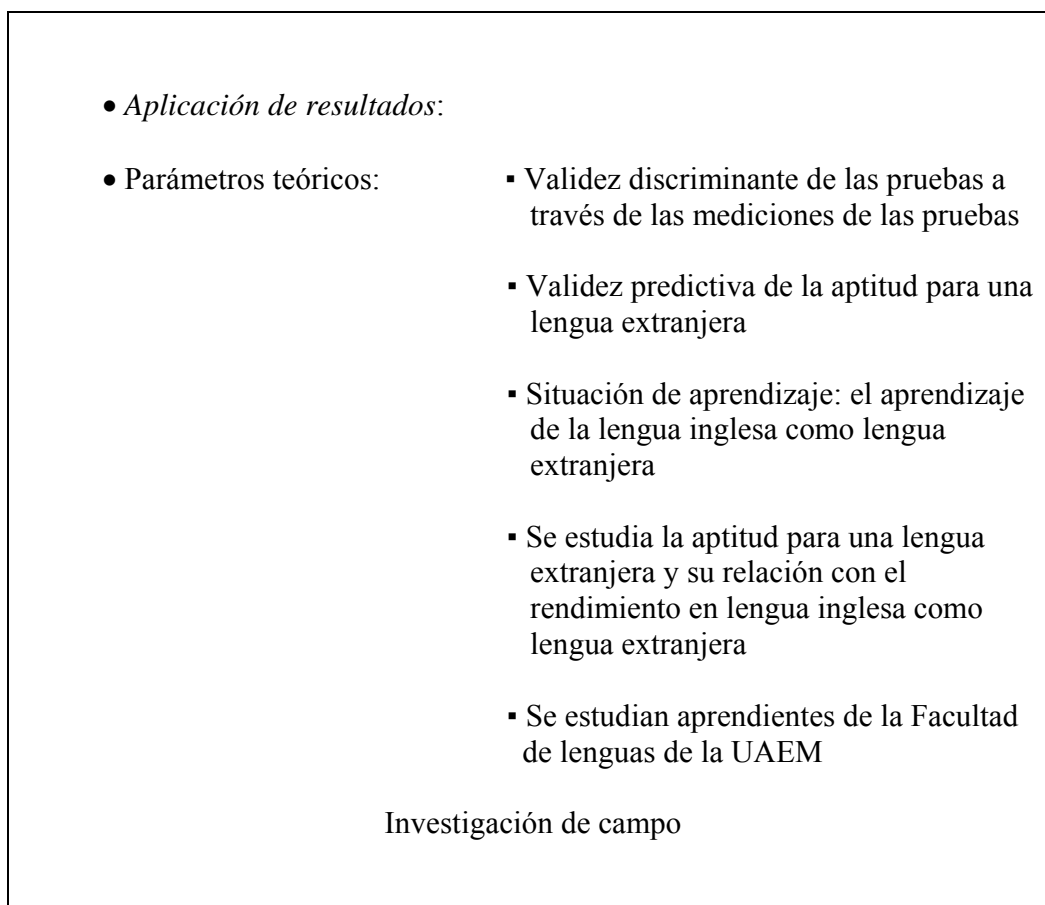 • Aplicación de resultados:
• Parámetros teóricos:
▪ Validez discriminante de las pruebas a
través de las mediciones de las pruebas
▪ Validez predictiva de la aptitud para una
lengua extranjera
▪ Situación de aprendizaje: el aprendizaje
de la lengua inglesa como lengua
extranjera
▪ Se estudia la aptitud para una lengua
extranjera y su relación con el
rendimiento en lengua inglesa como
lengua extranjera
▪ Se estudian aprendientes de la Facultad
de lenguas de la UAEM
Investigación de campo